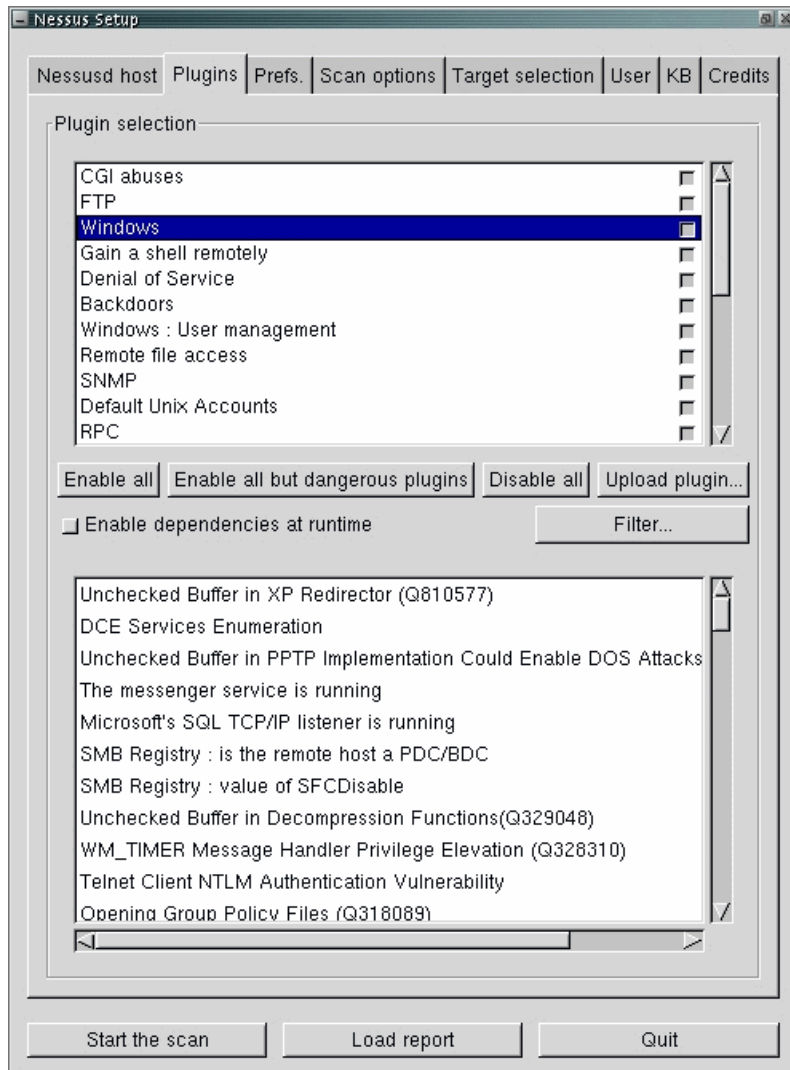 Nessus Setup
Nessusd host Plugins Prefs. Scan options Target selection User KB Credits
Plugin selection
CGI abuses
FTP
Windows
Gain a shell remotely
Denial of Service
Backdoors
Windows : User management
Remote file access
SNMP
Default Unix Accounts
RPC
Enable all Enable all but dangerous plugins Disable all Upload plugin...
Enable dependencies at runtime Filter...
Unchecked Buffer in XP Redirector (Q810577)
DCE Services Enumeration
Unchecked Buffer in PPTP Implementation Could Enable DOS Attacks
The messenger service is running
Microsoft's SQL TCP/IP listener is running
SMB Registry : is the remote host a PDC/BDC
SMB Registry : value of SFCDisable
Unchecked Buffer in Decompression Functions(Q329048)
WM_TIMER Message Handler Privilege Elevation (Q328310)
Telnet Client NTLM Authentication Vulnerability
Opening Group Policy Files (Q318089)
Start the scan Load report Quit